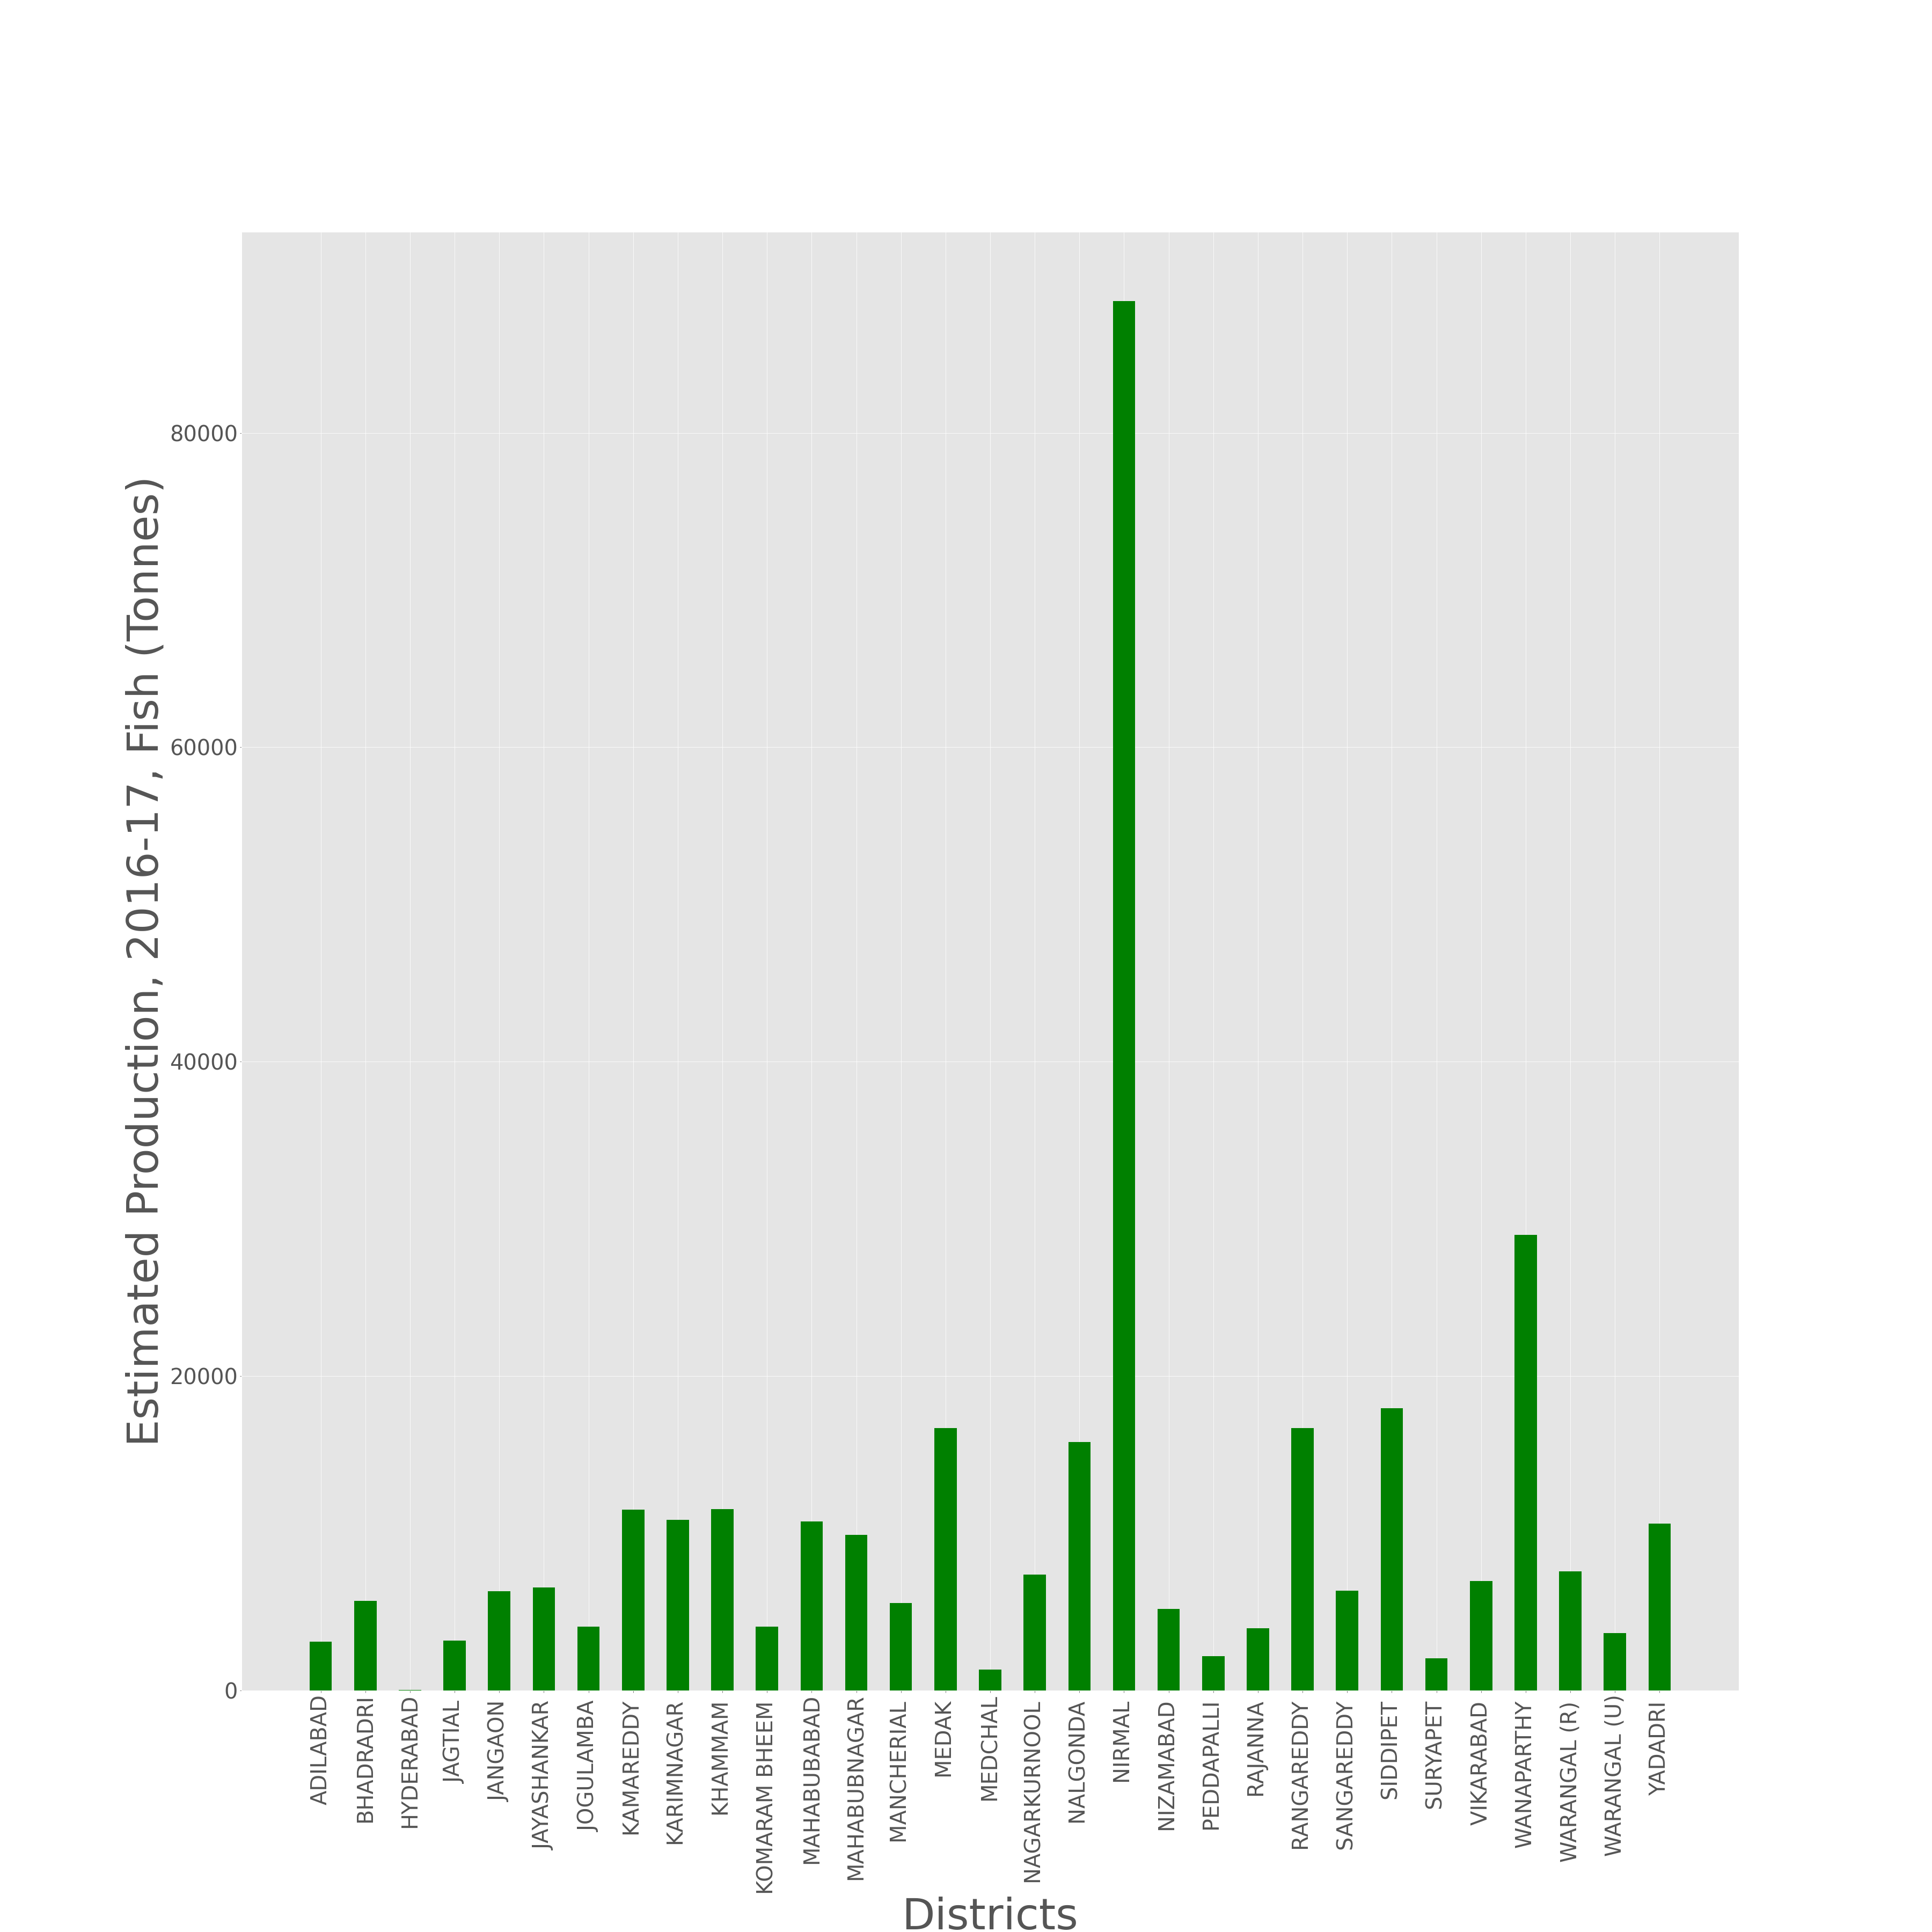 Estimated Production, 2016-17, Fish (Tonnes)
80000
60000
40000
20000
0
ADILABAD
BHADRADRI
HYDERABAD
JAGTIAL
JANGAON
JAYASHANKAR
JOGULAMBA
KAMAREDDY
KARIMNAGAR
KHAMMAM
KOMARAM BHEEM
MAHABUBABAD
MAHABUBNAGAR
MANCHERIAL
MEDAK
MEDCHAL
NAGARKURNOOL
NALGONDA
NIRMAL
NIZAMABAD
PEDDAPALLI
RAJANNA
RANGAREDDY
SANGAREDDY
SIDDIPET
SURYAPET
VIKARABAD
WANAPARTHY
WARANGAL (R)
WARANGAL (U)
YADADRI
Districts